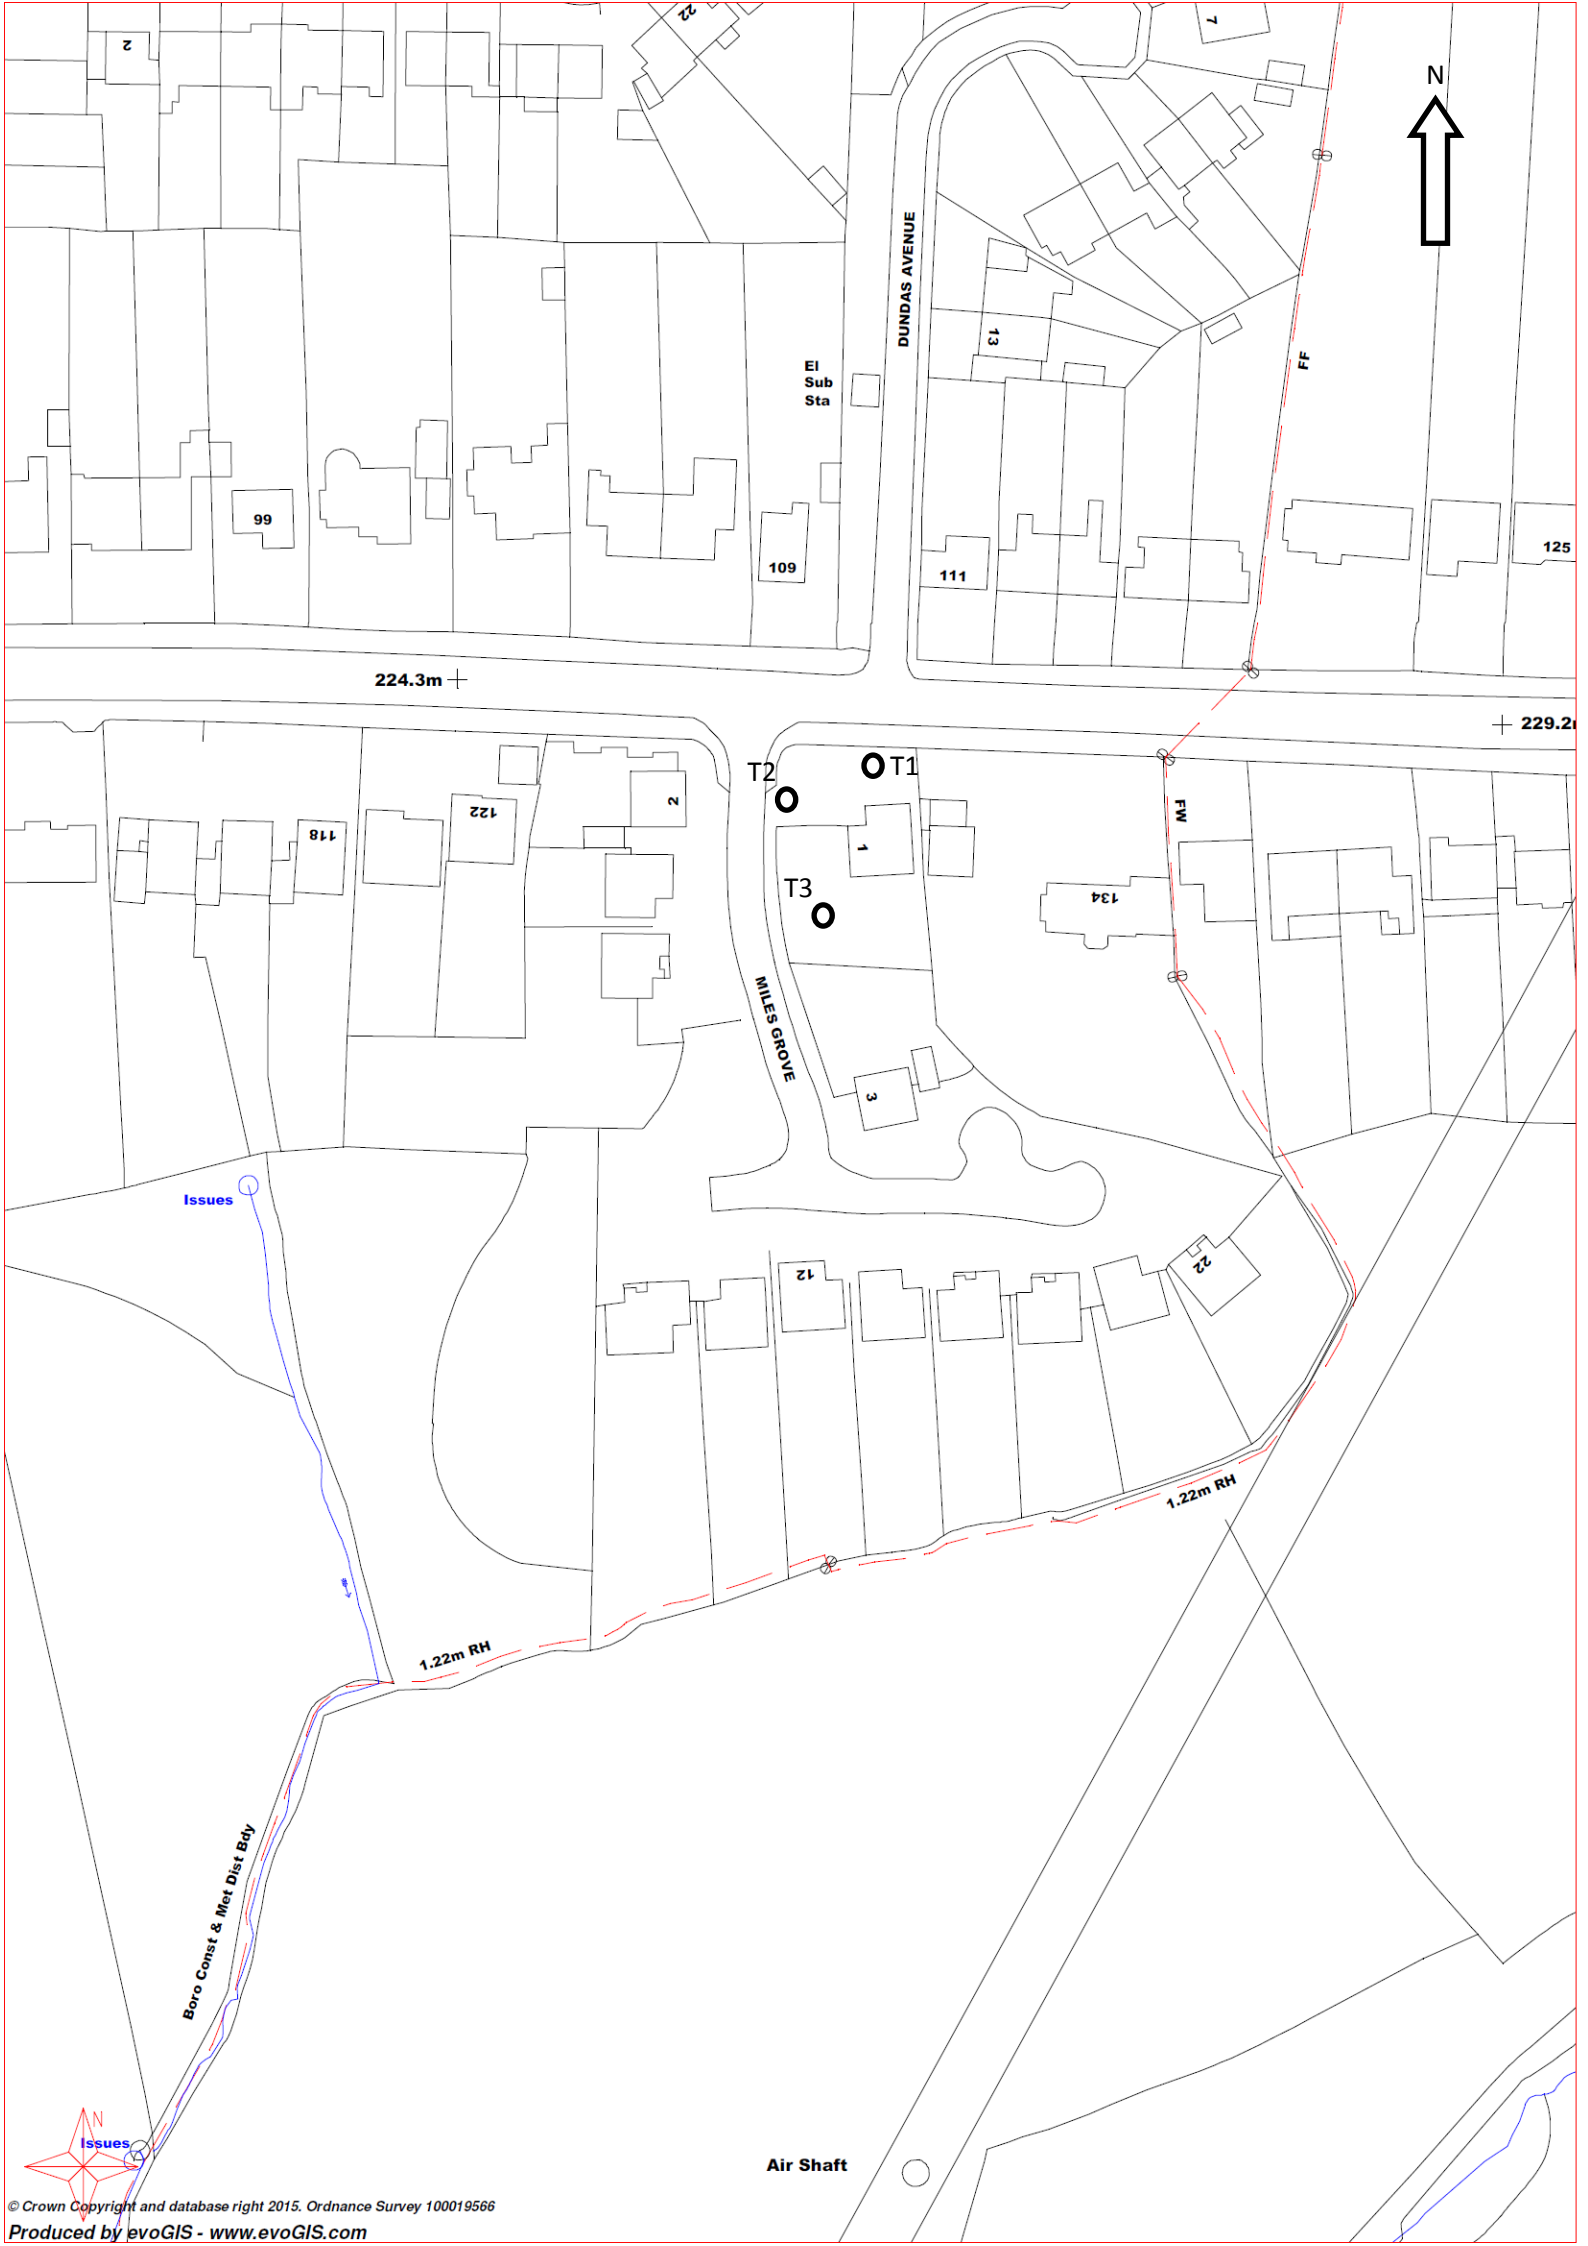 22
7
2
N
DUNDAS AVENUE
13
El
Sub
Sta
FF
99
109
111
125
224.3m
229.2
T1
T2
2
122
118
FW
1
134
T3
MILES GROVE
3
Issues
12
22
1.22m RH
1.22m RH
Boro Const & Met Dist Bdy
N
Issues
Air Shaft
© Crown Copyright and database right 2015. Ordnance Survey 100019566
Produced by evoGIS - www.evoGIS.com